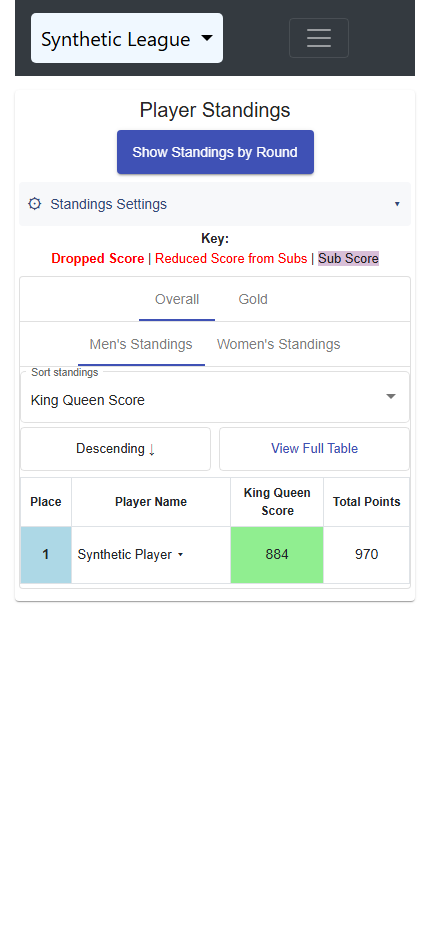 Synthetic League
Player Standings
Show Standings by Round
Standings Settings
Key:
Dropped Score | Reduced Score from Subs | Sub Score
Overall Gold
Men's Standings Women's Standings
Sort standings
King Queen Score
Descending ↓ View Full Table
Place Player Name King Queen Score Total Points
1 Synthetic Player 884 970